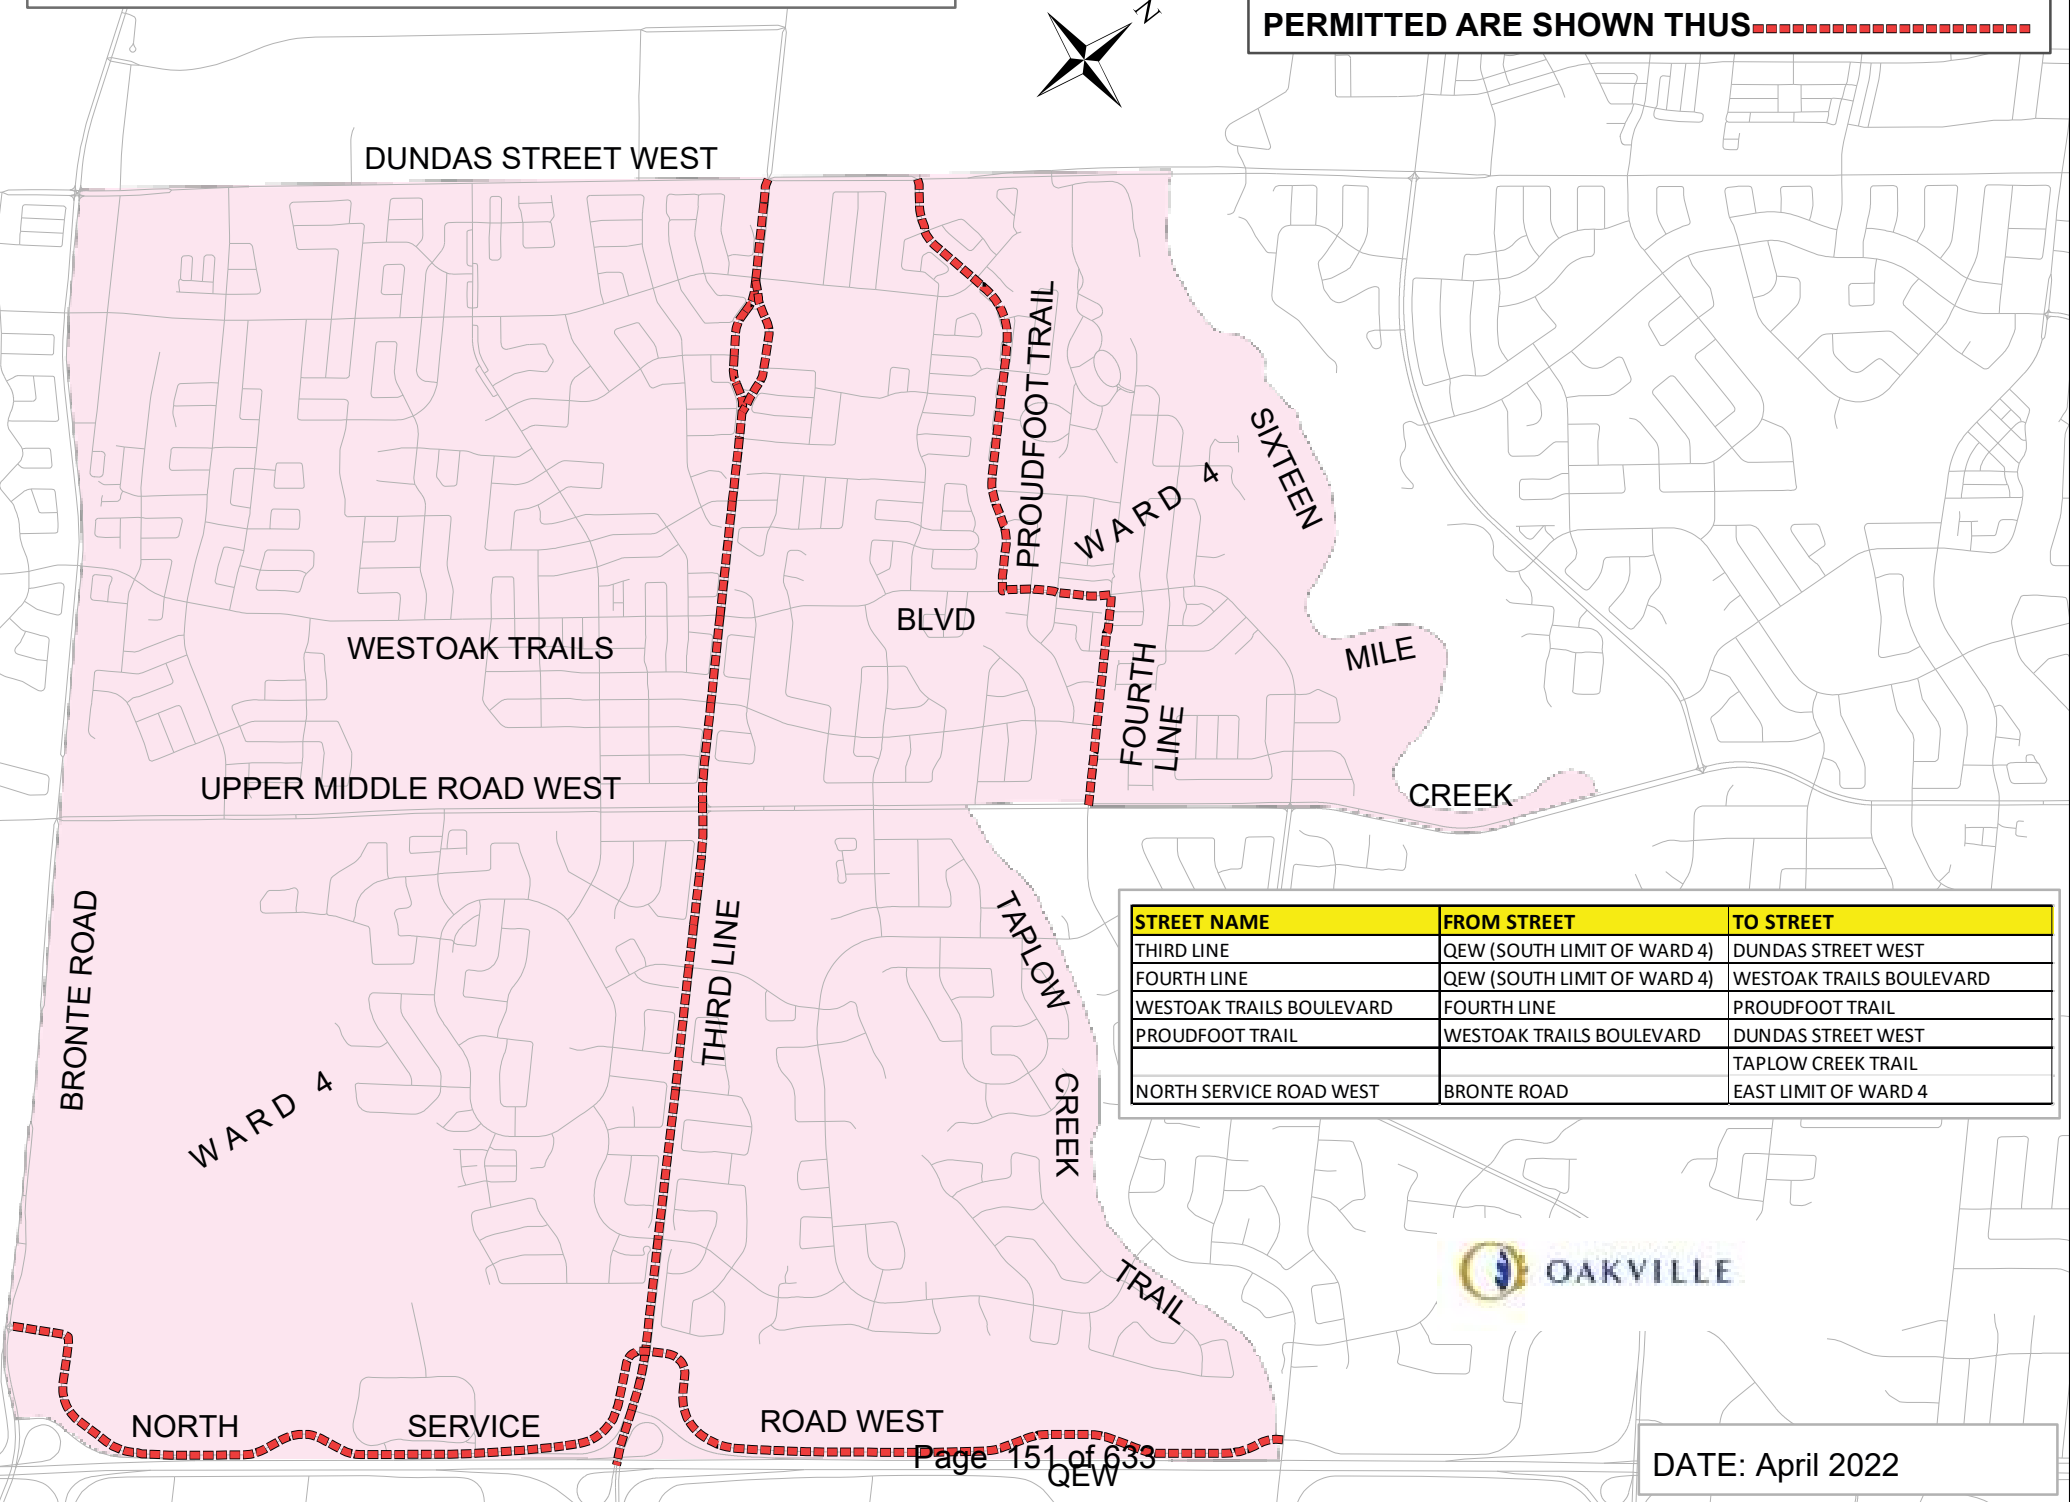 N
PERMITTED ARE SHOWN THUS
DUNDAS STREET WEST
PROUDFOOT TRAIL
WARD 4
SIXTEEN
MILE
CREEK
BLVD
WESTOAK TRAILS
FOURTH
LINE
UPPER MIDDLE ROAD WEST
BRONTE ROAD
THIRD LINE
TAPLOW
CREEK
TRAIL
WARD 4
STREET NAME FROM STREET TO STREET
THIRD LINE QEW (SOUTH LIMIT OF WARD 4) DUNDAS STREET WEST
FOURTH LINE QEW (SOUTH LIMIT OF WARD 4) WESTOAK TRAILS BOULEVARD
WESTOAK TRAILS BOULEVARD FOURTH LINE PROUDFOOT TRAIL
PROUDFOOT TRAIL WESTOAK TRAILS BOULEVARD DUNDAS STREET WEST
TAPLOW CREEK TRAIL
NORTH SERVICE ROAD WEST BRONTE ROAD EAST LIMIT OF WARD 4
OAKVILLE
NORTH SERVICE ROAD WEST
Page 151 of 633
QEW
DATE: April 2022